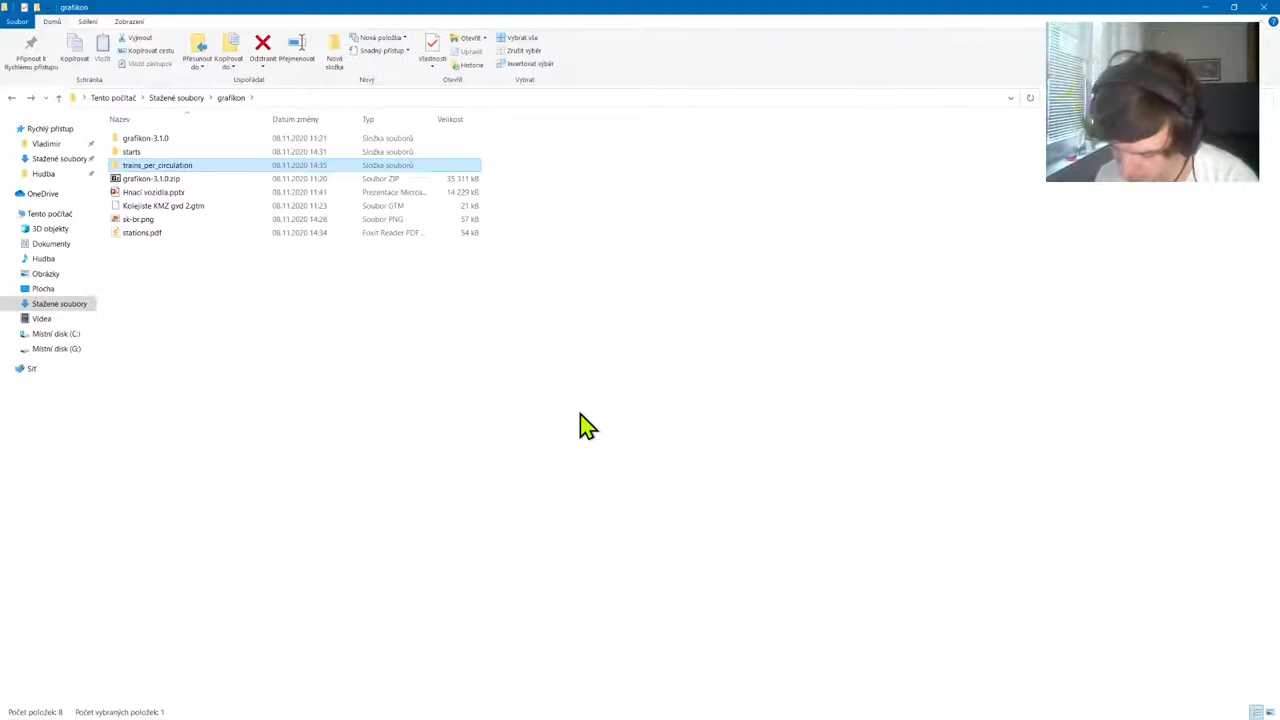 grafikon
Soubor Domů Sdílení Zobrazení
Připnout k Rychlému přístupu
Kopírovat
Vložit
Vyjmout
Kopírovat cestu
Vložit zástupce
Schránka
Přesunout do
Kopírovat do
Odstranit
Přejmenovat
Uspořádat
Nová složka
Nová položka
Snadný přístup
Nový
Vlastnosti
Otevřít
Upravit
Historie
Otevřít
Vybrat vše
Zrušit výběr
Invertovat výběr
Vybrat
Tento počítač > Stažené soubory > grafikon >
Název Datum změny Typ Velikost
grafikon-3.1.0 08.11.2020 11:21 Složka souborů
starts 08.11.2020 14:31 Složka souborů
trains_per_circulation 08.11.2020 14:35 Složka souborů
grafikon-3.1.0.zip 08.11.2020 11:20 Soubor ZIP 35 311 kB
Hnací vozidla.pptx 08.11.2020 11:41 Prezentace Micros... 14 229 kB
Kolejiste KMZ gvd 2.gtm 08.11.2020 11:23 Soubor GTM 21 kB
sk-br.png 08.11.2020 14:28 Soubor PNG 57 kB
stations.pdf 08.11.2020 14:34 Foxit Reader PDF ... 54 kB
Rychlý přístup
Vladimir
Stažené soubory
Hudba
OneDrive
Tento počítač
3D objekty
Dokumenty
Hudba
Obrázky
Plocha
Stažené soubory
Videa
Místní disk (C:)
Místní disk (G:)
Síť
Počet položek: 8 Počet vybraných položek: 1